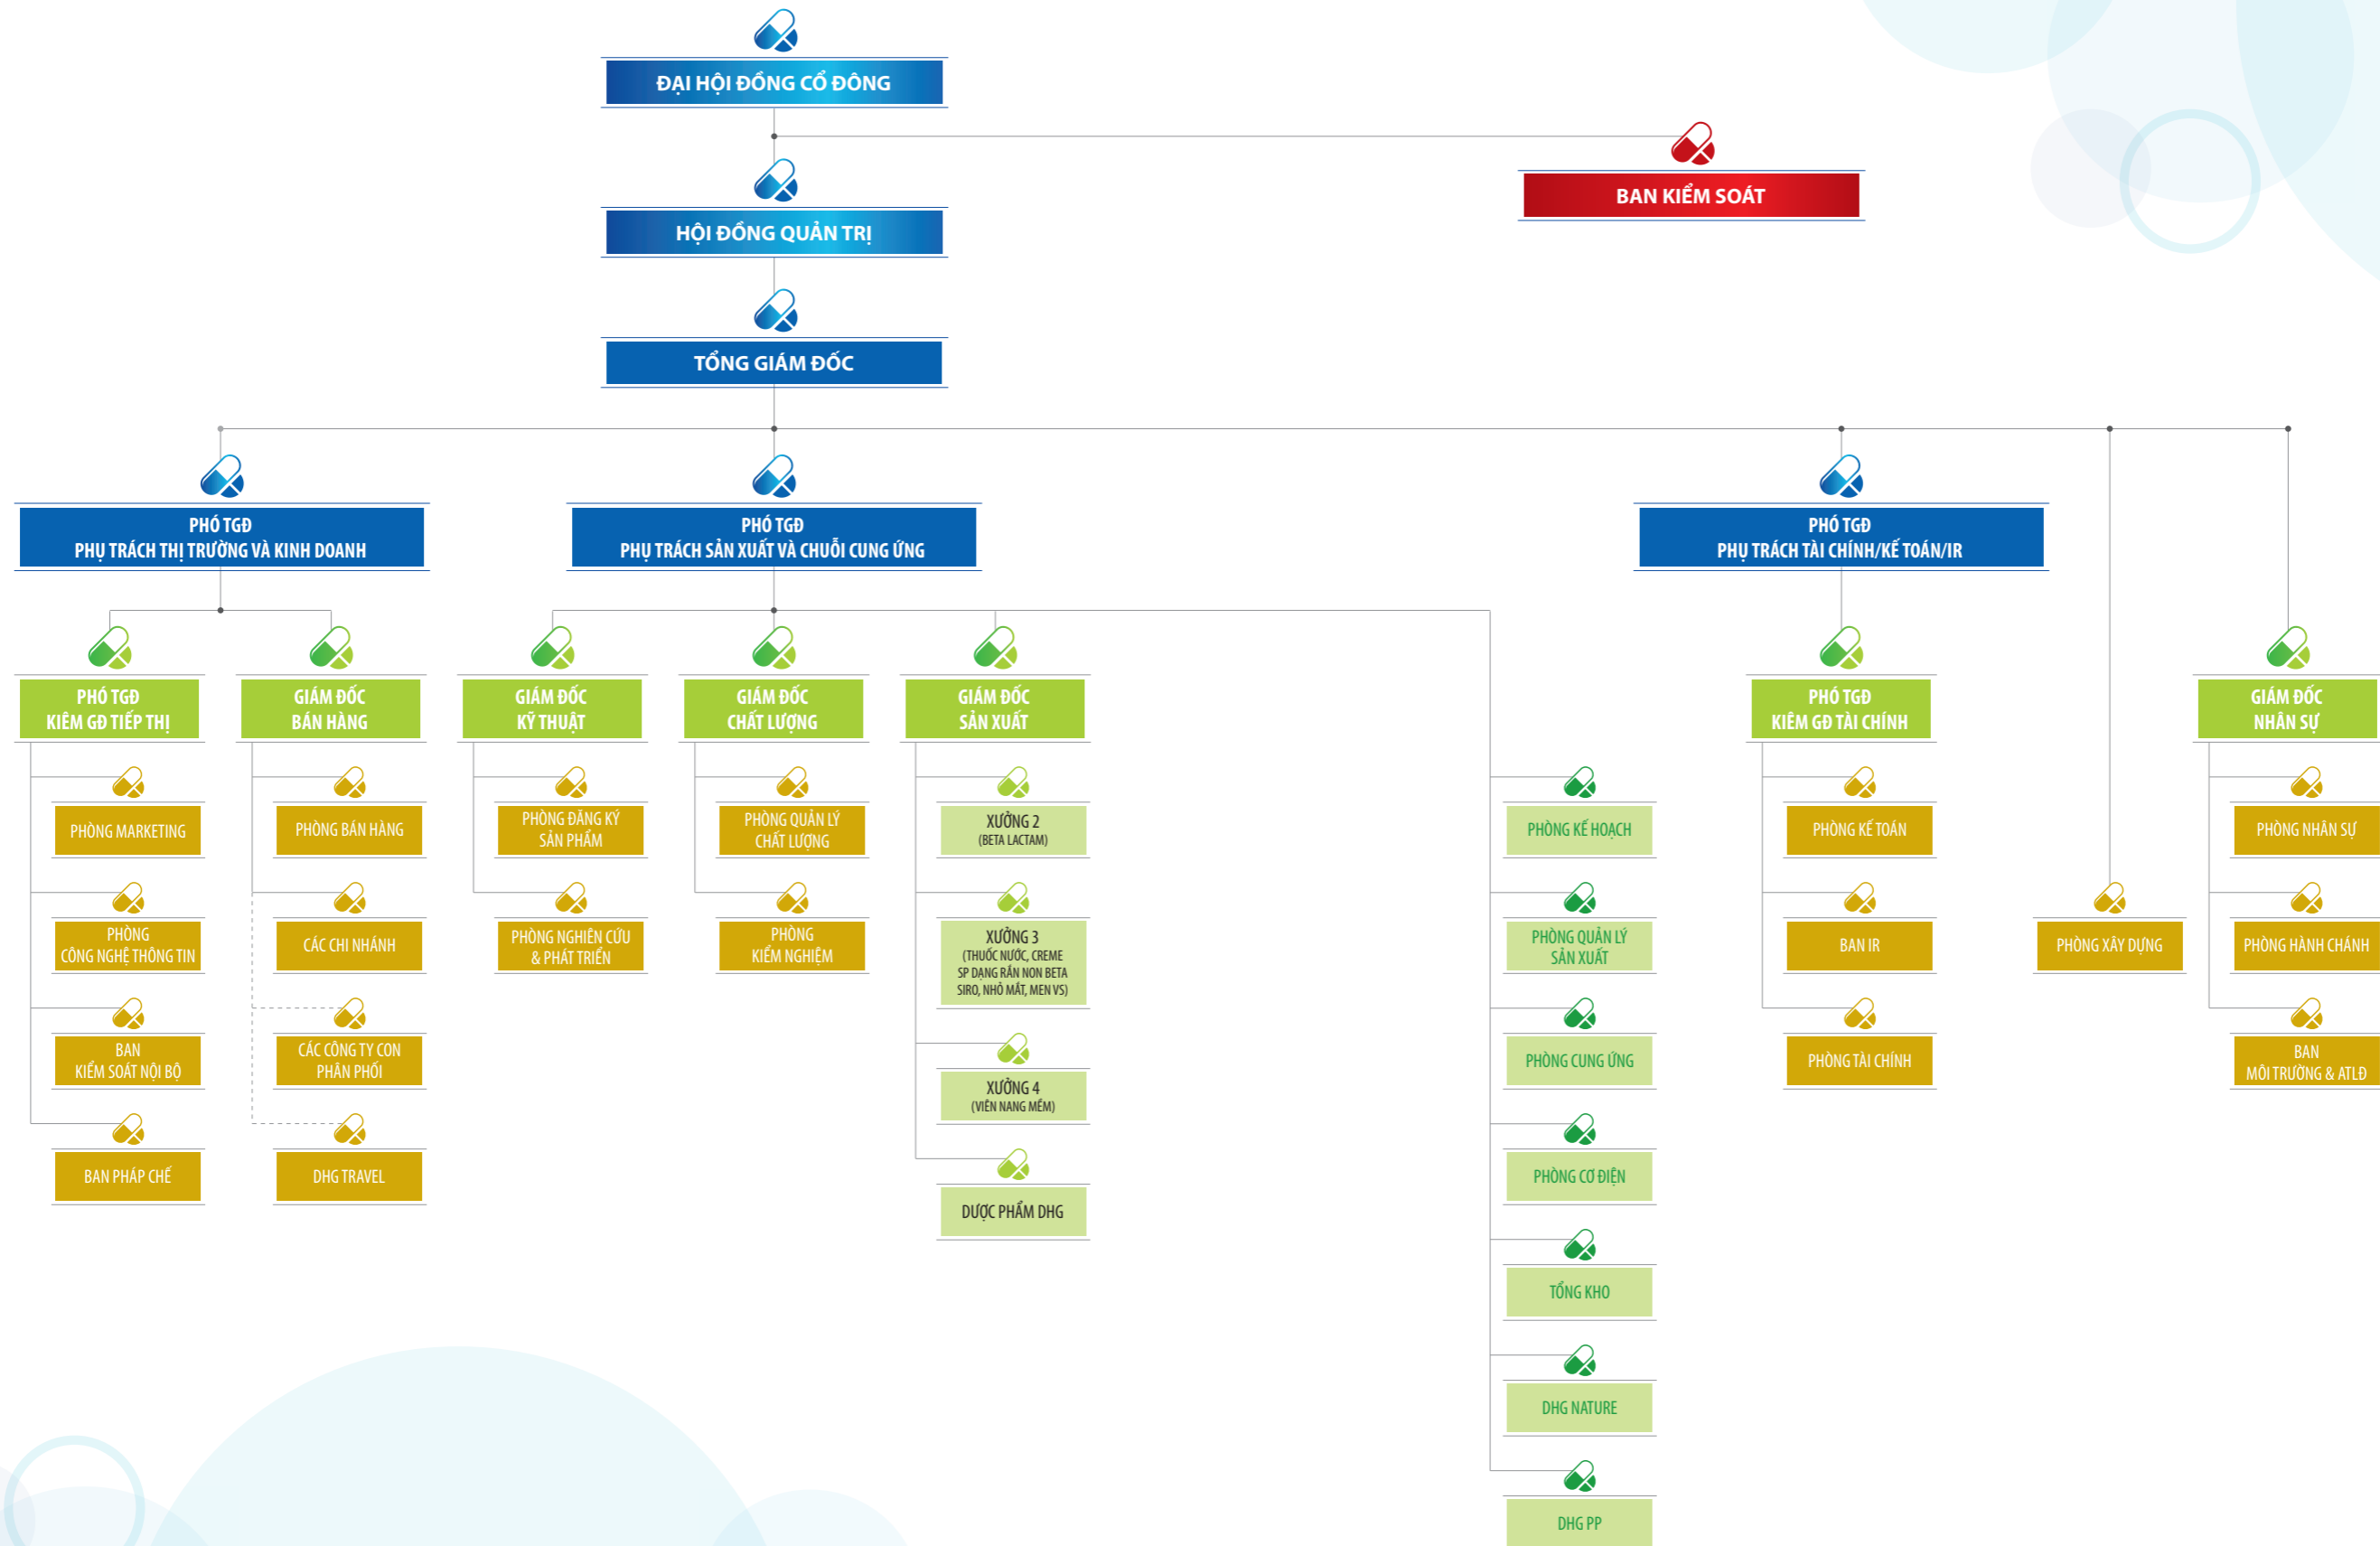 ĐẠI HỘI ĐỒNG CỔ ĐÔNG
BAN KIỂM SOÁT
HỘI ĐỒNG QUẢN TRỊ
TỔNG GIÁM ĐỐC
PHÓ TGĐ
PHỤ TRÁCH THỊ TRƯỜNG VÀ KINH DOANH
PHÓ TGĐ
PHỤ TRÁCH SẢN XUẤT VÀ CHUỖI CUNG ỨNG
PHÓ TGĐ
PHỤ TRÁCH TÀI CHÍNH/KẾ TOÁN/IR
PHÓ TGĐ
KIÊM GĐ TIẾP THỊ
GIÁM ĐỐC
BÁN HÀNG
GIÁM ĐỐC
KỸ THUẬT
GIÁM ĐỐC
CHẤT LƯỢNG
GIÁM ĐỐC
SẢN XUẤT
PHÓ TGĐ
KIÊM GĐ TÀI CHÍNH
GIÁM ĐỐC
NHÂN SỰ
PHÒNG MARKETING
PHÒNG
CÔNG NGHỆ THÔNG TIN
BAN
KIỂM SOÁT NỘI BỘ
BAN PHÁP CHẾ
PHÒNG BÁN HÀNG
CÁC CHI NHÁNH
CÁC CÔNG TY CON
PHÂN PHỐI
DHG TRAVEL
PHÒNG ĐĂNG KÝ
SẢN PHẨM
PHÒNG NGHIÊN CỨU
& PHÁT TRIỂN
PHÒNG QUẢN LÝ
CHẤT LƯỢNG
PHÒNG
KIỂM NGHIỆM
XƯỞNG 2
(BETA LACTAM)
XƯỞNG 3
(THUỐC NƯỚC, CREME
SP DẠNG RẮN NON BETA
SIRO, NHỎ MẮT, MEN VS)
XƯỞNG 4
(VIÊN NANG MỀM)
DƯỢC PHẨM DHG
PHÒNG KẾ HOẠCH
PHÒNG QUẢN LÝ
SẢN XUẤT
PHÒNG CUNG ỨNG
PHÒNG CƠ ĐIỆN
TỔNG KHO
DHG NATURE
DHG PP
PHÒNG KẾ TOÁN
BAN IR
PHÒNG TÀI CHÍNH
PHÒNG XÂY DỰNG
PHÒNG NHÂN SỰ
PHÒNG HÀNH CHÁNH
BAN
MÔI TRƯỜNG & ATLĐ